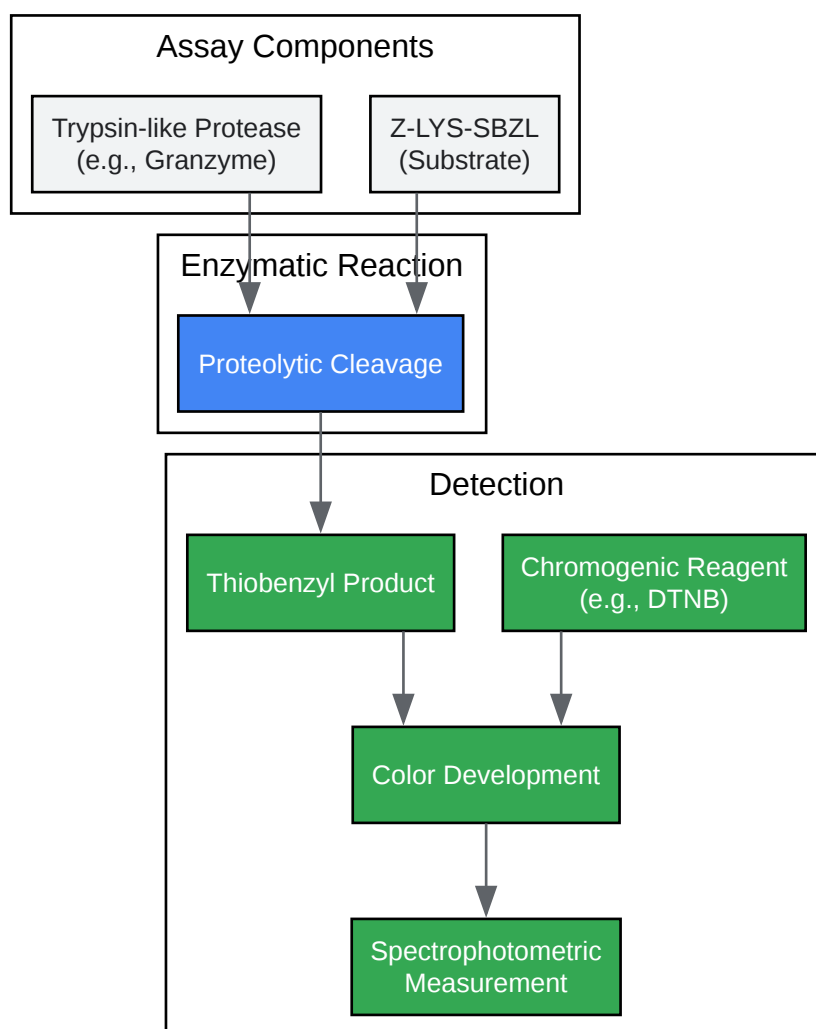 Assay Components
Trypsin-like Protease
(e.g., Granzyme)
Z-LYS-SBZL
(Substrate)
Enzymatic Reaction
Proteolytic Cleavage
Detection
Thiobenzyl Product
Chromogenic Reagent
(e.g., DTNB)
Color Development
Spectrophotometric
Measurement